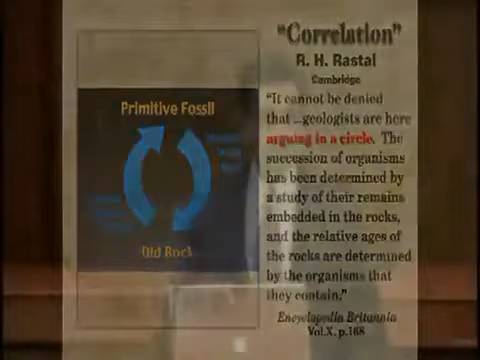 "Correlation"
R. H. Rastal
Cambridge
"It cannot be denied
that ...geologists are here
arguing in a circle. The
succession of organisms
has been determined by
a study of their remains
embedded in the rocks,
and the relative ages of
the rocks are determined
by the organisms that
they contain."
Encyclopedia Britannia
Vol.X. p.168
Primitive Fossil
Old Rock